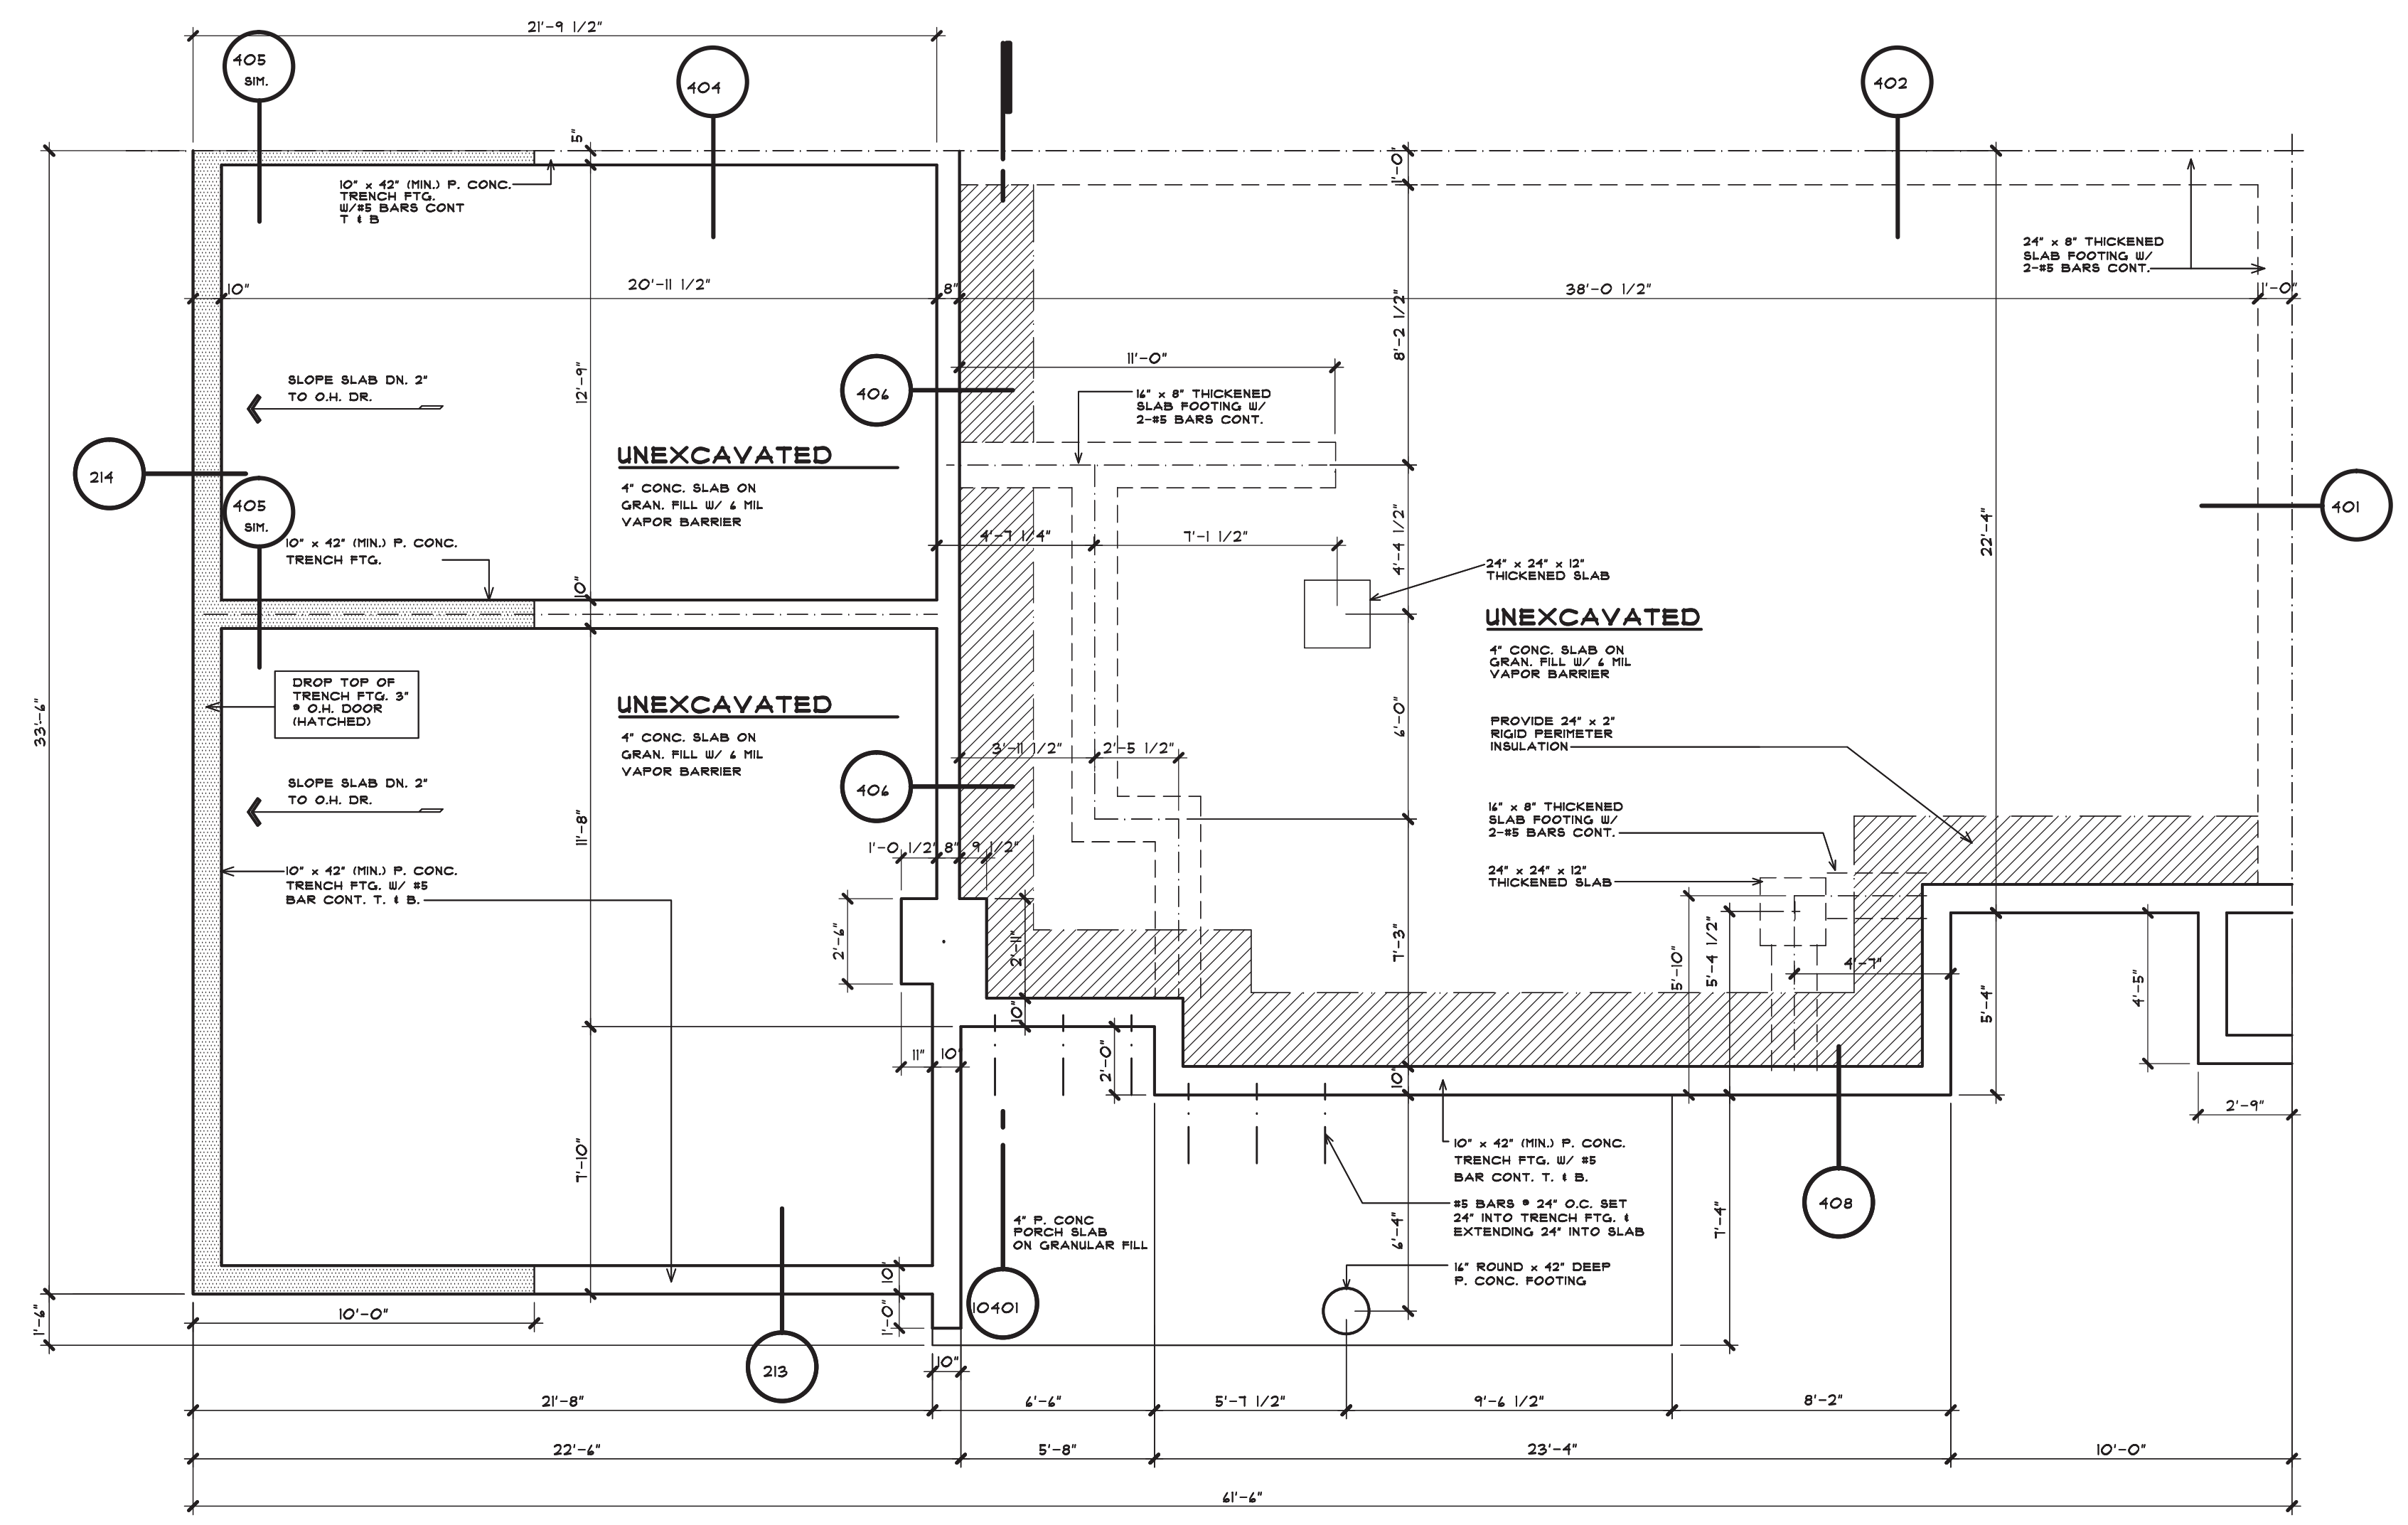 21'-9 1/2"
405
SIM.
404
402
5"
1'-0"
10" x 42" (MIN.) P. CONC.
TRENCH FTG.
W/#5 BARS CONT
T & B
24" x 8" THICKENED
SLAB FOOTING W/
2-#5 BARS CONT.
10"
20'-11 1/2"
8"
38'-0 1/2"
1'-0"
8'-2 1/2"
11'-0"
12'-9"
SLOPE SLAB DN. 2"
TO O.H. DR.
406
16" x 8" THICKENED
SLAB FOOTING W/
2-#5 BARS CONT.
UNEXCAVATED
4" CONC. SLAB ON
GRAN. FILL W/ 6 MIL
VAPOR BARRIER
214
405
SIM.
401
10" x 42" (MIN.) P. CONC.
TRENCH FTG.
4'-7 1/4"
7'-1 1/2"
4'-4 1/2"
22'-4"
24" x 24" x 12"
THICKENED SLAB
10"
UNEXCAVATED
4" CONC. SLAB ON
GRAN. FILL W/ 6 MIL
VAPOR BARRIER
DROP TOP OF
TRENCH FTG. 3"
@ O.H. DOOR
(HATCHED)
33'-6"
UNEXCAVATED
4" CONC. SLAB ON
GRAN. FILL W/ 6 MIL
VAPOR BARRIER
6'-0"
PROVIDE 24" x 2"
RIGID PERIMETER
INSULATION
3'-11 1/2"
2'-5 1/2"
SLOPE SLAB DN. 2"
TO O.H. DR.
406
16" x 8" THICKENED
SLAB FOOTING W/
2-#5 BARS CONT.
11'-8"
1'-0 1/2"
8"
9 1/2"
10" x 42" (MIN.) P. CONC.
TRENCH FTG. W/ #5
BAR CONT. T. & B.
24" x 24" x 12"
THICKENED SLAB
2'-6"
2'-11"
7'-3"
5'-10"
5'-4 1/2"
4'-7"
5'-4"
4'-5"
10"
11"
10"
2'-0"
10"
2'-9"
7'-10"
10" x 42" (MIN.) P. CONC.
TRENCH FTG. W/ #5
BAR CONT. T. & B.
408
#5 BARS @ 24" O.C. SET
24" INTO TRENCH FTG. &
EXTENDING 24" INTO SLAB
4" P. CONC
PORCH SLAB
ON GRANULAR FILL
6'-4"
7'-4"
16" ROUND x 42" DEEP
P. CONC. FOOTING
10"
1'-0"
10401
1'-6"
10'-0"
213
10"
21'-8"
6'-6"
5'-7 1/2"
9'-6 1/2"
8'-2"
22'-6"
5'-8"
23'-4"
10'-0"
61'-6"